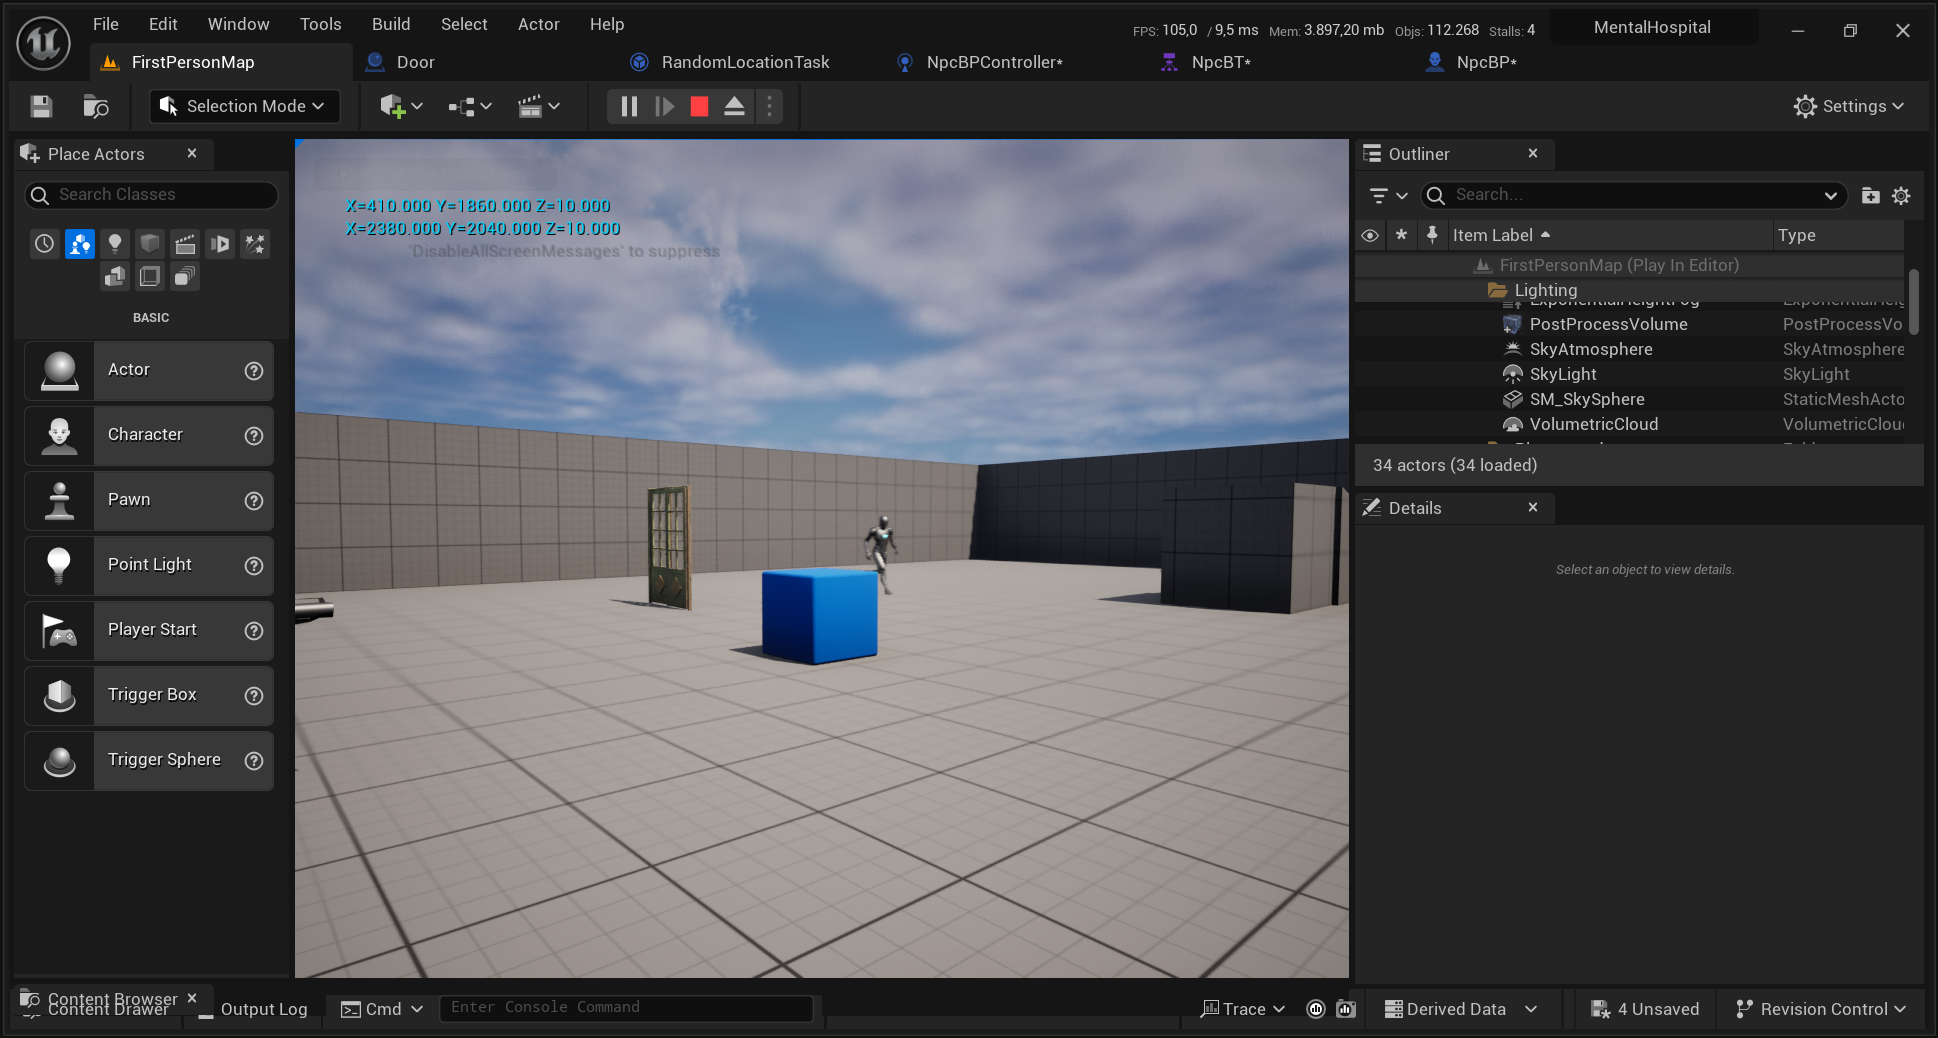 File Edit Window Tools Build Select Actor Help
FPS: 105,0 / 9,5 ms Mem: 3.897,20 mb Objs: 112.268 Stalls: 4
MentalHospital
FirstPersonMap Door RandomLocationTask NpcBPController* NpcBT* NpcBP*
Selection Mode
Settings
Place Actors
Search Classes
BASIC
Actor
Character
Pawn
Point Light
Player Start
Trigger Box
Trigger Sphere
X=410.000 Y=1860.000 Z=10.000
X=2380.000 Y=2040.000 Z=10.000
'DisableAllScreenMessages' to suppress
Outliner
Search...
Item Label Type
FirstPersonMap (Play In Editor)
Lighting
ExponentialHeightFog ExponentialHeig
PostProcessVolume PostProcessVo
SkyAtmosphere SkyAtmosphere
SkyLight SkyLight
SM_SkySphere StaticMeshActo
VolumetricCloud VolumetricClou
34 actors (34 loaded)
Details
Select an object to view details.
Content Browser
Content Drawer Output Log Cmd Enter Console Command Trace Derived Data 4 Unsaved Revision Control